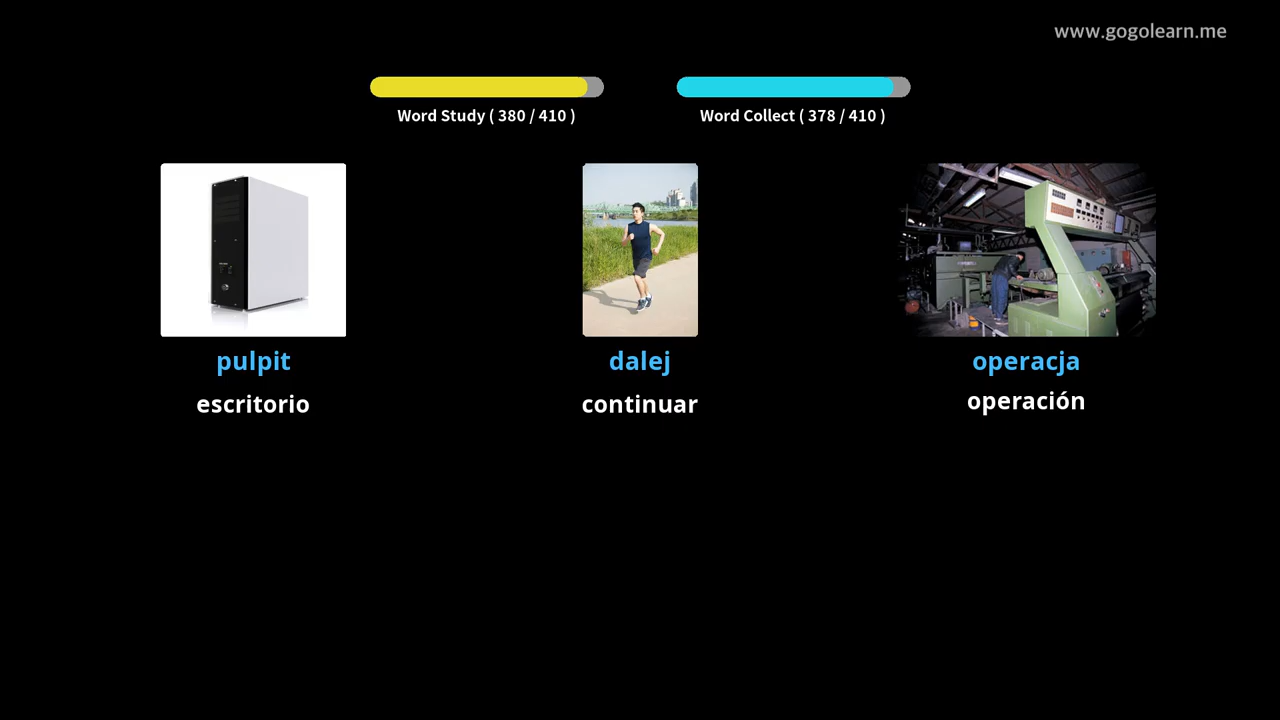 www.gogolearn.me
Word Study ( 380 / 410 )
Word Collect ( 378 / 410 )
pulpit
dalej
operacja
escritorio
continuar
operación